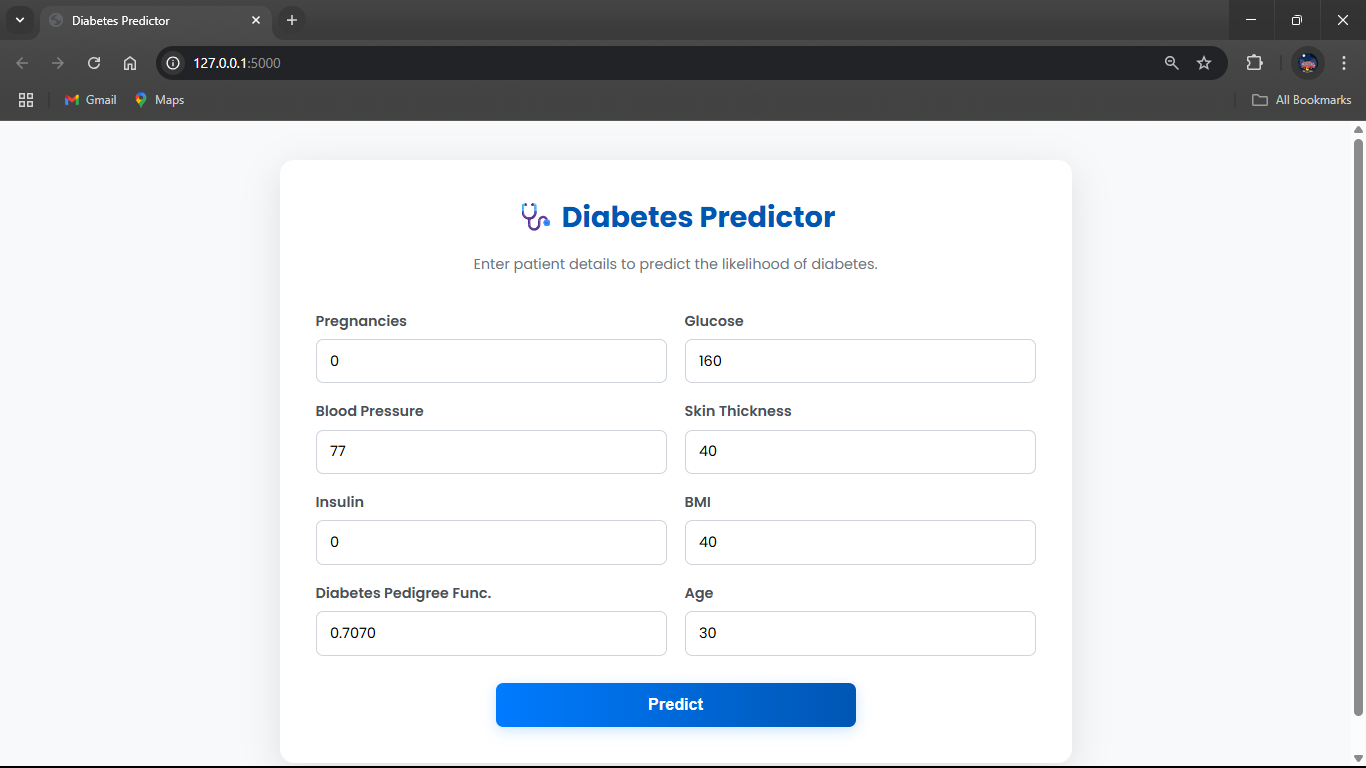 Diabetes Predictor
127.0.0.1:5000
Gmail Maps All Bookmarks
Diabetes Predictor
Enter patient details to predict the likelihood of diabetes.
Pregnancies Glucose
0 160
Blood Pressure Skin Thickness
77 40
Insulin BMI
0 40
Diabetes Pedigree Func. Age
0.7070 30
Predict